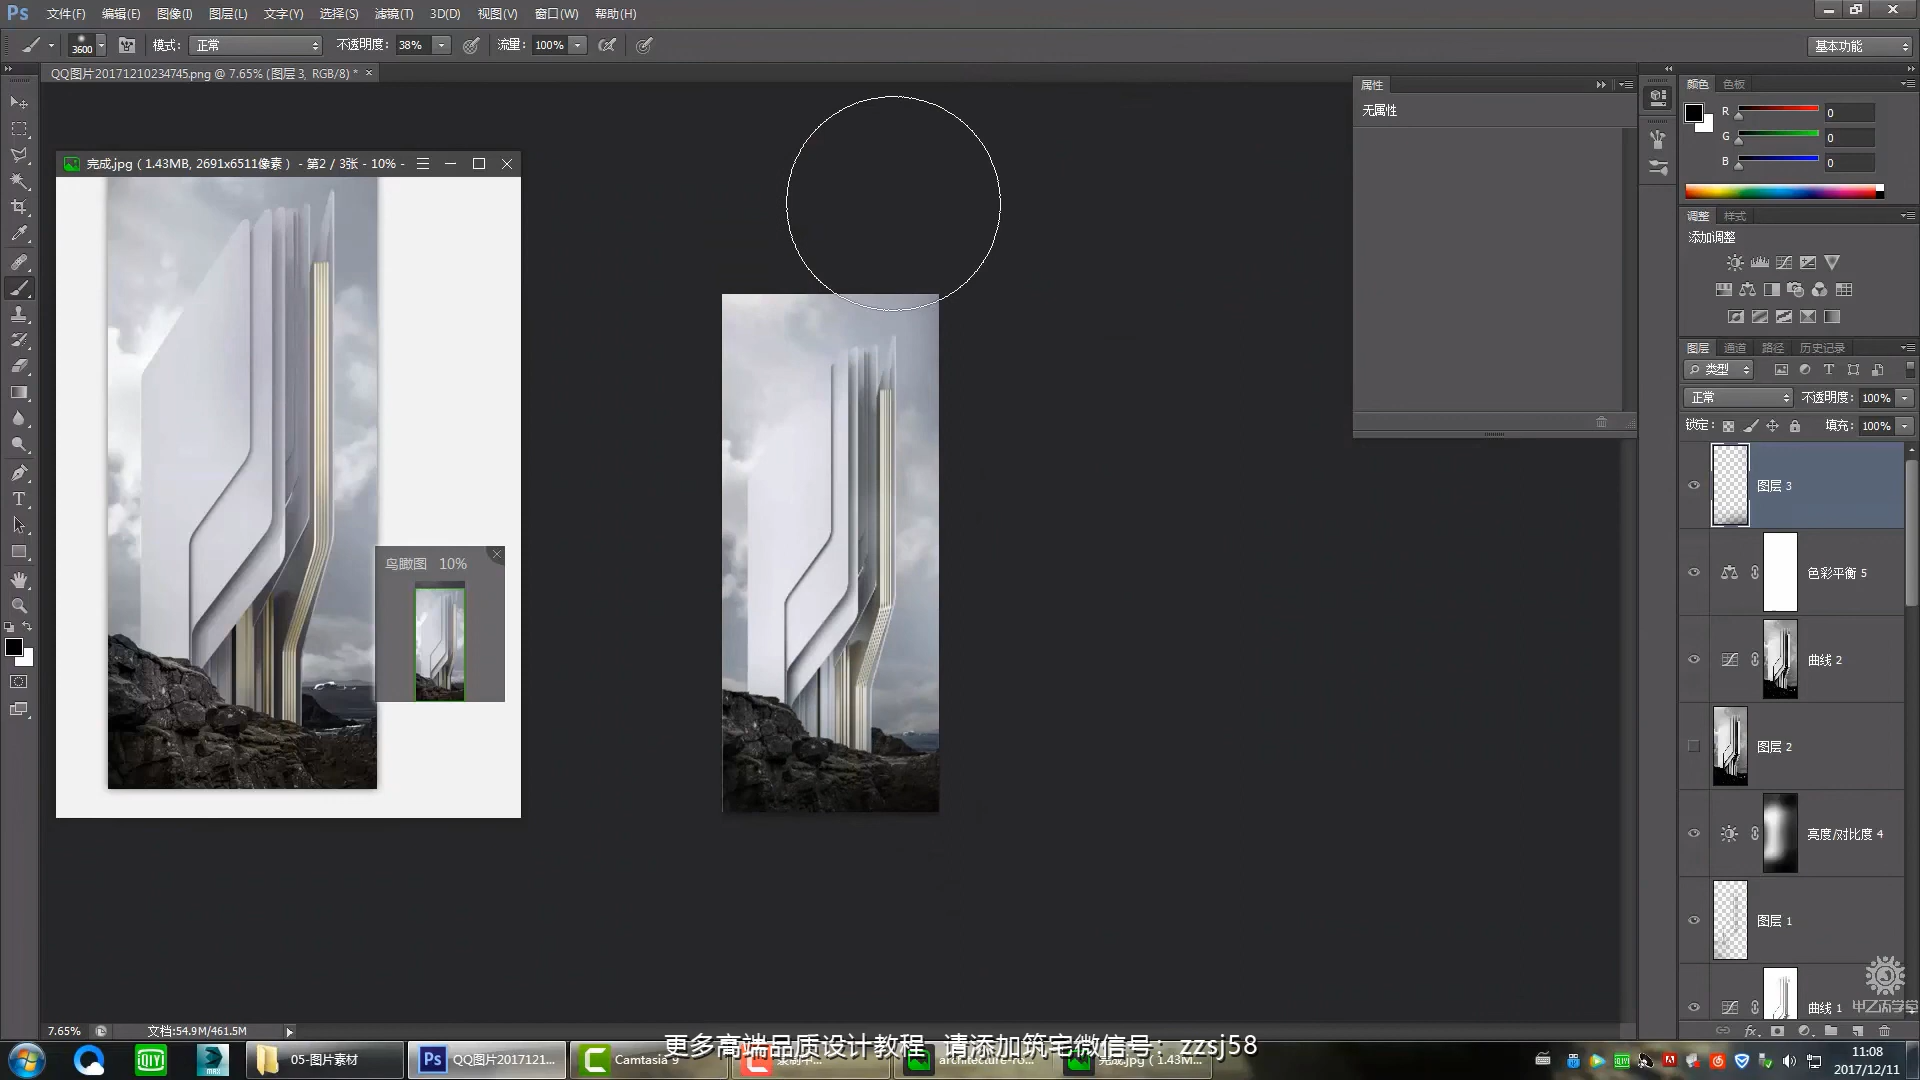 Ps 文件(F) 编辑(E) 图像(I) 图层(L) 文字(Y) 选择(S) 滤镜(T) 3D(D) 视图(V) 窗口(W) 帮助(H)
3600 模式: 正常 不透明度: 38% 流量: 100% 基本功能
QQ图片20171210234745.png @ 7.65% (图层 3, RGB/8) * ×
属性
无属性
颜色 色板
R 0
G 0
B 0
完成.jpg ( 1.43MB, 2691x6511像素 ) - 第2 / 3张 - 10% -
鸟瞰图 10%
调整 样式
添加调整
图层 通道 路径 历史记录
类型
正常 不透明度: 100%
锁定: 填充: 100%
图层 3
色彩平衡 5
曲线 2
图层 2
亮度/对比度 4
图层 1
曲线 1
7.65% 文档:54.9M/461.5M
更多高端品质设计教程 请添加筑宅微信号: zzsj58
05-图片素材
Ps QQ图片2017121...
Camtasia 9
完成.jpg ( 1.43M...
11:08
2017/12/11